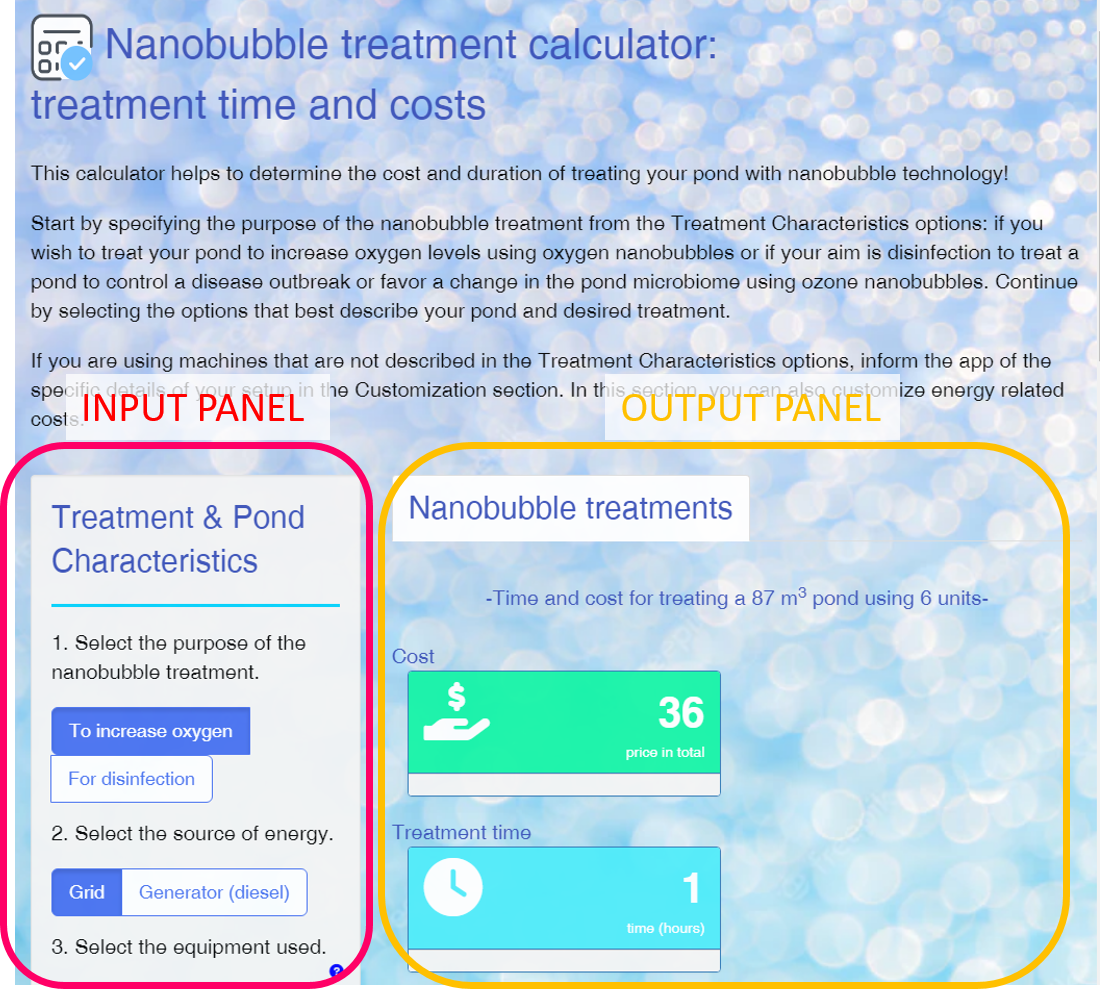 Nanobubble treatment calculator:
treatment time and costs
This calculator helps to determine the cost and duration of treating your pond with nanobubble technology!
Start by specifying the purpose of the nanobubble treatment from the Treatment Characteristics options: if you
wish to treat your pond to increase oxygen levels using oxygen nanobubbles or if your aim is disinfection to treat a
pond to control a disease outbreak or favor a change in the pond microbiome using ozone nanobubbles. Continue
by selecting the options that best describe your pond and desired treatment.
If you are using machines that are not described in the Treatment Characteristics options, inform the app of the
specific details of your setup in the Customization section. In this section, you can also customize energy related
costs.
INPUT PANEL
Treatment & Pond
Characteristics
1. Select the purpose of the
nanobubble treatment.
To increase oxygen
For disinfection
2. Select the source of energy.
Grid Generator (diesel)
3. Select the equipment used.
?
OUTPUT PANEL
Nanobubble treatments
-Time and cost for treating a 87 m³ pond using 6 units-
Cost
$
36
price in total
Treatment time
1
time (hours)